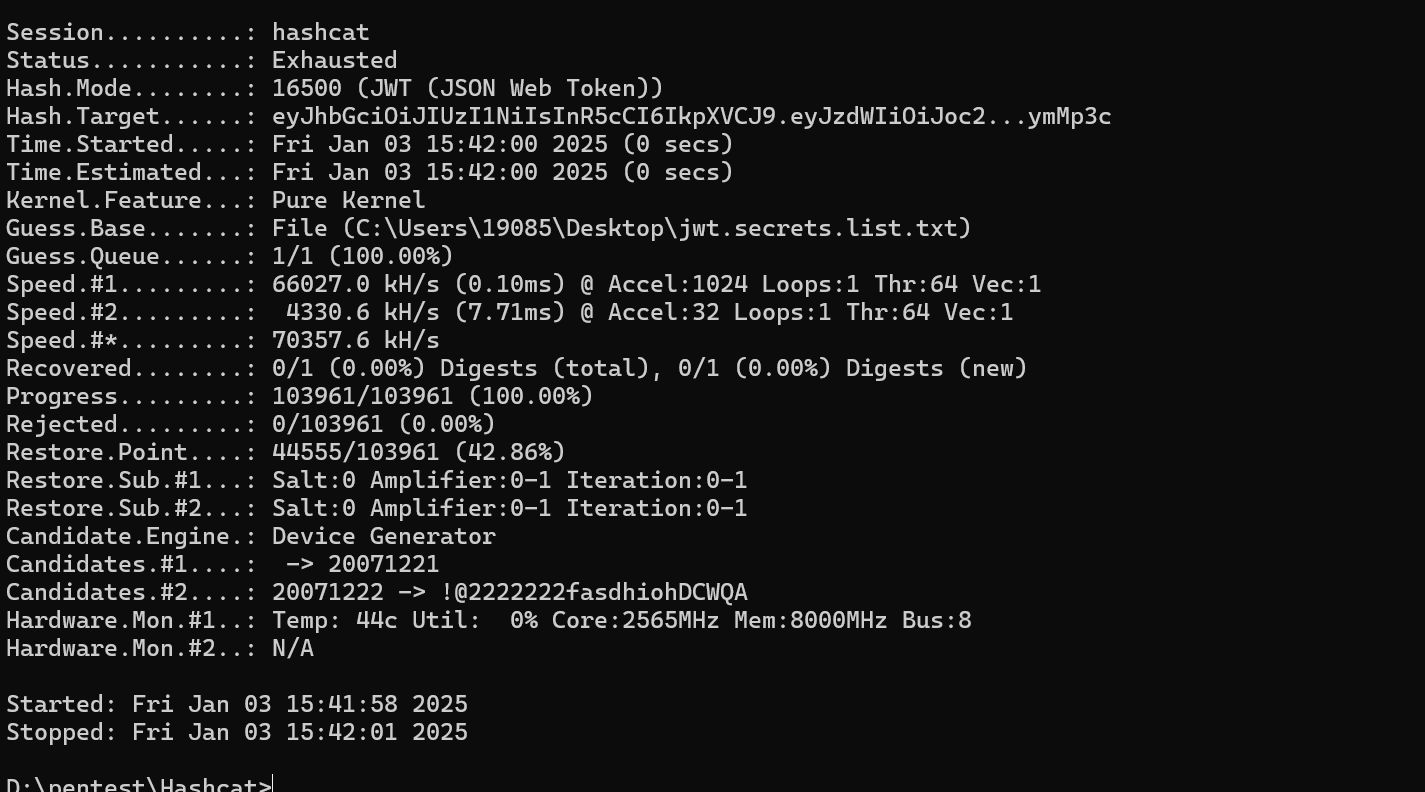 Session..........: hashcat
Status...........: Exhausted
Hash.Mode........: 16500 (JWT (JSON Web Token))
Hash.Target......: eyJhbGciOiJIUzI1NiIsInR5cCI6IkpXVCJ9.eyJzdWIiOiJoc2...ymMp3c
Time.Started.....: Fri Jan 03 15:42:00 2025 (0 secs)
Time.Estimated...: Fri Jan 03 15:42:00 2025 (0 secs)
Kernel.Feature...: Pure Kernel
Guess.Base.......: File (C:\Users\19085\Desktop\jwt.secrets.list.txt)
Guess.Queue......: 1/1 (100.00%)
Speed.#1.........: 66027.0 kH/s (0.10ms) @ Accel:1024 Loops:1 Thr:64 Vec:1
Speed.#2.........:  4330.6 kH/s (7.71ms) @ Accel:32 Loops:1 Thr:64 Vec:1
Speed.#*.........: 70357.6 kH/s
Recovered........: 0/1 (0.00%) Digests (total), 0/1 (0.00%) Digests (new)
Progress.........: 103961/103961 (100.00%)
Rejected.........: 0/103961 (0.00%)
Restore.Point....: 44555/103961 (42.86%)
Restore.Sub.#1...: Salt:0 Amplifier:0-1 Iteration:0-1
Restore.Sub.#2...: Salt:0 Amplifier:0-1 Iteration:0-1
Candidate.Engine.: Device Generator
Candidates.#1....:  -> 20071221
Candidates.#2....: 20071222 -> !@2222222fasdhiohDCWQA
Hardware.Mon.#1..: Temp: 44c Util:  0% Core:2565MHz Mem:8000MHz Bus:8
Hardware.Mon.#2..: N/A
Started: Fri Jan 03 15:41:58 2025
Stopped: Fri Jan 03 15:42:01 2025
D:\pentest\Hashcat>